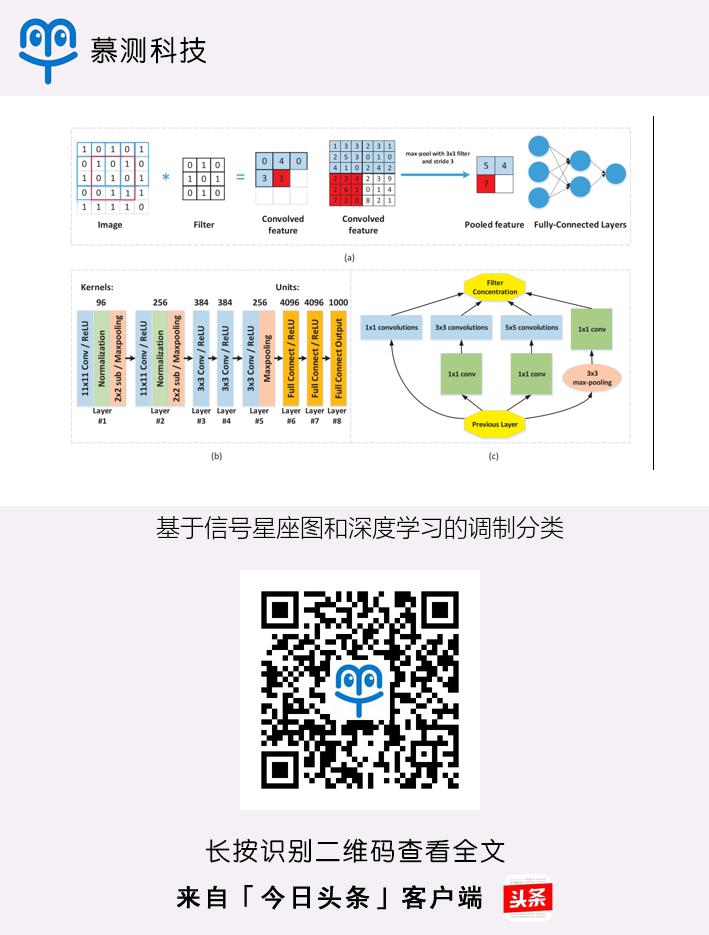 慕测科技
1 0 1 0 1
0 1 0 1 0
1 0 1 0 1
0 0 1 1 1
1 1 1 1 0
Image
*
0 1 0
1 0 1
0 1 0
Filter
=
0 4 0
3 1
Convolved
feature
1 3 3 2 3 1
2 5 3 0 1 0
4 1 0 2 4 2
2 3 4 2 3 9
2 6 1 0 1 4
7 2 0 8 2 1
Convolved
feature
max-pool with 3x3 filter
and stride 3
5 4
7
Pooled feature
Fully-Connected Layers
(a)
Kernels:
Units:
96
256
384
384
256
4096
4096
1000
11x11 Conv / ReLU
Normalization
2x2 sub / Maxpooling
11x11 Conv / ReLU
Normalization
2x2 sub / Maxpooling
3x3 Conv / ReLU
3x3 Conv / ReLU
3x3 Conv / ReLU
Maxpooling
Full Connect / ReLU
Full Connect / ReLU
Full Connect Output
Layer
#1
Layer
#2
Layer
#3
Layer
#4
Layer
#5
Layer
#6
Layer
#7
Layer
#8
(b)
Filter
Concentration
1x1 convolutions
3x3 convolutions
5x5 convolutions
1x1 conv
1x1 conv
1x1 conv
3x3
max-pooling
Previous Layer
(c)
基于信号星座图和深度学习的调制分类
长按识别二维码查看全文
来自「今日头条」客户端
头条